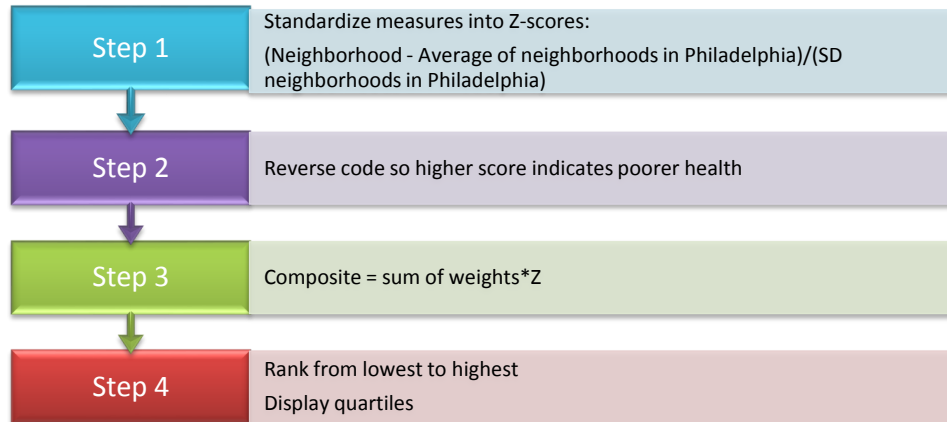 Step 1
Standardize measures into Z-scores:
(Neighborhood - Average of neighborhoods in Philadelphia)/(SD
neighborhoods in Philadelphia)
Step 2
Reverse code so higher score indicates poorer health
Step 3
Composite = sum of weights*Z
Step 4
Rank from lowest to highest
Display quartiles